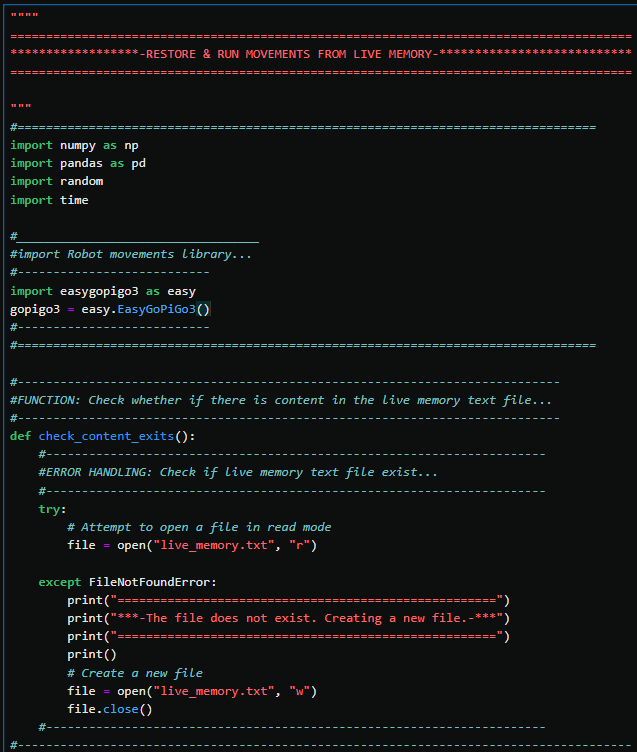 """"
=======================================================================================
******************-RESTORE & RUN MOVEMENTS FROM LIVE MEMORY-***************************
=======================================================================================
"""
#=================================================================================
import numpy as np
import pandas as pd
import random
import time
#__________________________________
#import Robot movements library...
#---------------------------
import easygopigo3 as easy
gopigo3 = easy.EasyGoPiGo3()
#---------------------------
#=================================================================================
#----------------------------------------------------------------------------
#FUNCTION: Check whether if there is content in the live memory text file...
#----------------------------------------------------------------------------
def check_content_exits():
    #----------------------------------------------------------------------
    #ERROR HANDLING: Check if live memory text file exist...
    #----------------------------------------------------------------------
    try:
        # Attempt to open a file in read mode
        file = open("live_memory.txt", "r")
    except FileNotFoundError:
        print("=====================================================")
        print("***-The file does not exist. Creating a new file.-***")
        print("=====================================================")
        print()
        # Create a new file
        file = open("live_memory.txt", "w")
        file.close()
    #----------------------------------------------------------------------
#--------------------------------------------------------------------------------------